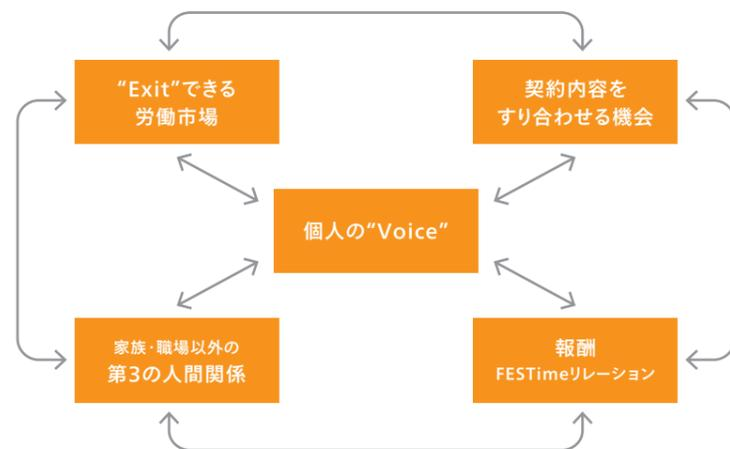 “Exit”できる
労働市場
契約内容を
すり合わせる機会
個人の“Voice”
家族・職場以外の
第3の人間関係
報酬
FESTimeリレーション